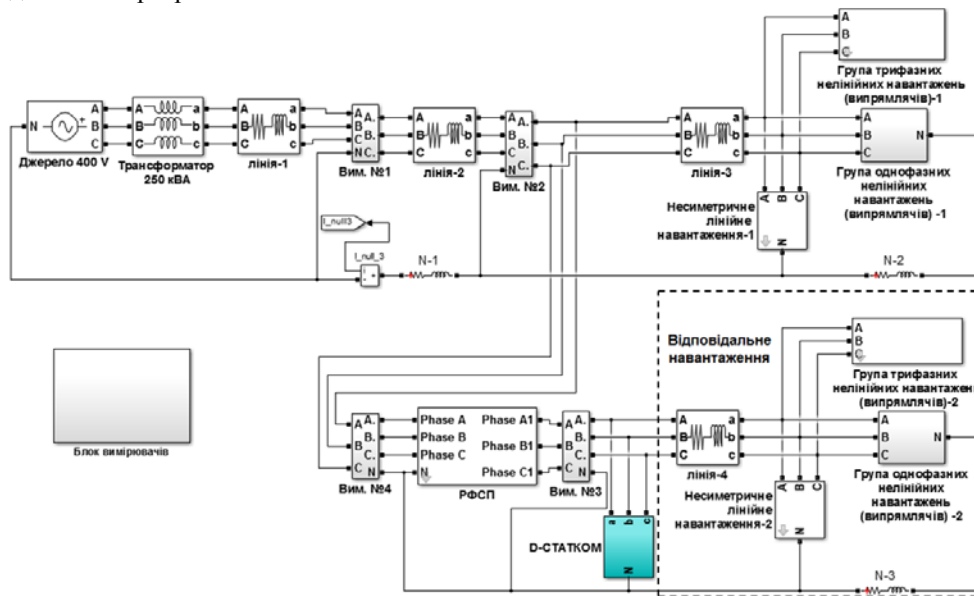 A
B
C
Група трифазних
нелінійних навантажень
(випрямлячів)-1
N
A
B
C
Джерело 400 V
A
B
C
a
b
c
Трансформатор
250 кВА
A
B
C
a
b
c
лінія-1
A
B
C
N
A.
B.
C.
Вим. №1
A
B
C
a
b
c
лінія-2
A
B
C
N
A.
B.
C.
Вим. №2
A
B
C
a
b
c
лінія-3
A
B
C
N
Група однофазних
нелінійних
навантажень
(випрямлячів) -1
Несиметричне
лінійне
навантаження-1
A
B
C
N
I_null3
I_null_3
N-1
N-2
Відповідальне
навантаження
A
B
C
Група трифазних
нелінійних навантажень
(випрямлячів)-2
Блок вимірювачів
A
B
C
A.
B.
C.
N
Вим. №4
Phase A
Phase B
Phase C
N
Phase A1
Phase B1
Phase C1
РФСП
A
B
C
A.
B.
C.
N
Вим. №3
A
B
C
a
b
c
лінія-4
A
B
C
N
Група однофазних
нелінійних
навантажень
(випрямлячів) -2
Несиметричне
лінійне
навантаження-2
A
B
C
N
D-СТАТКОМ
a
b
c
N
N-3